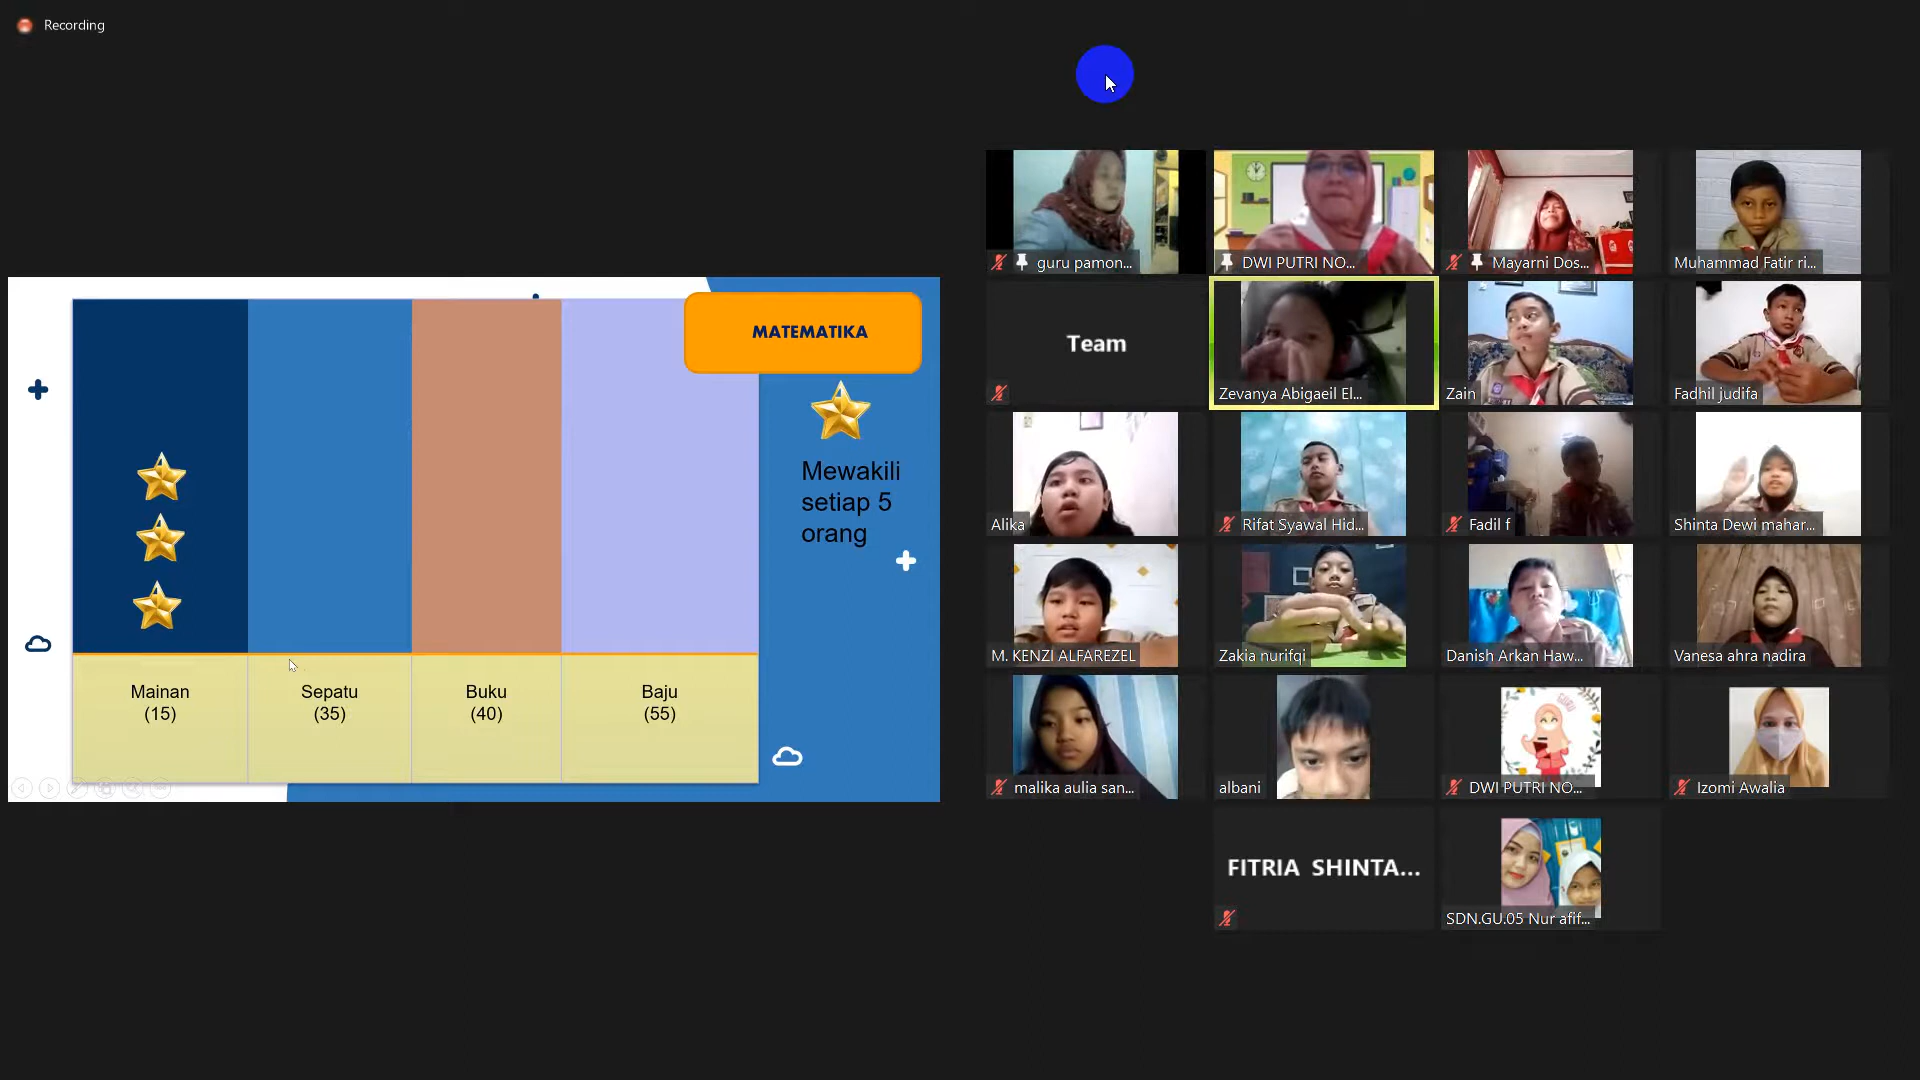 Recording
MATEMATIKA
Mewakili
setiap 5
orang
Mainan
(15)
Sepatu
(35)
Buku
(40)
Baju
(55)
guru pamon...
DWI PUTRI NO...
Mayarni Dos...
Muhammad Fatir ri...
Team
Zevanya Abigaeil El...
Zain
Fadhil judifa
Alika
Rifat Syawal Hid...
Fadil f
Shinta Dewi mahar...
M. KENZI ALFAREZEL
Zakia nurifqi
Danish Arkan Haw...
Vanesa ahra nadira
malika aulia san...
albani
GURU
DWI PUTRI NO...
Izomi Awalia
FITRIA SHINTA...
SDN.GU.05 Nur afif...